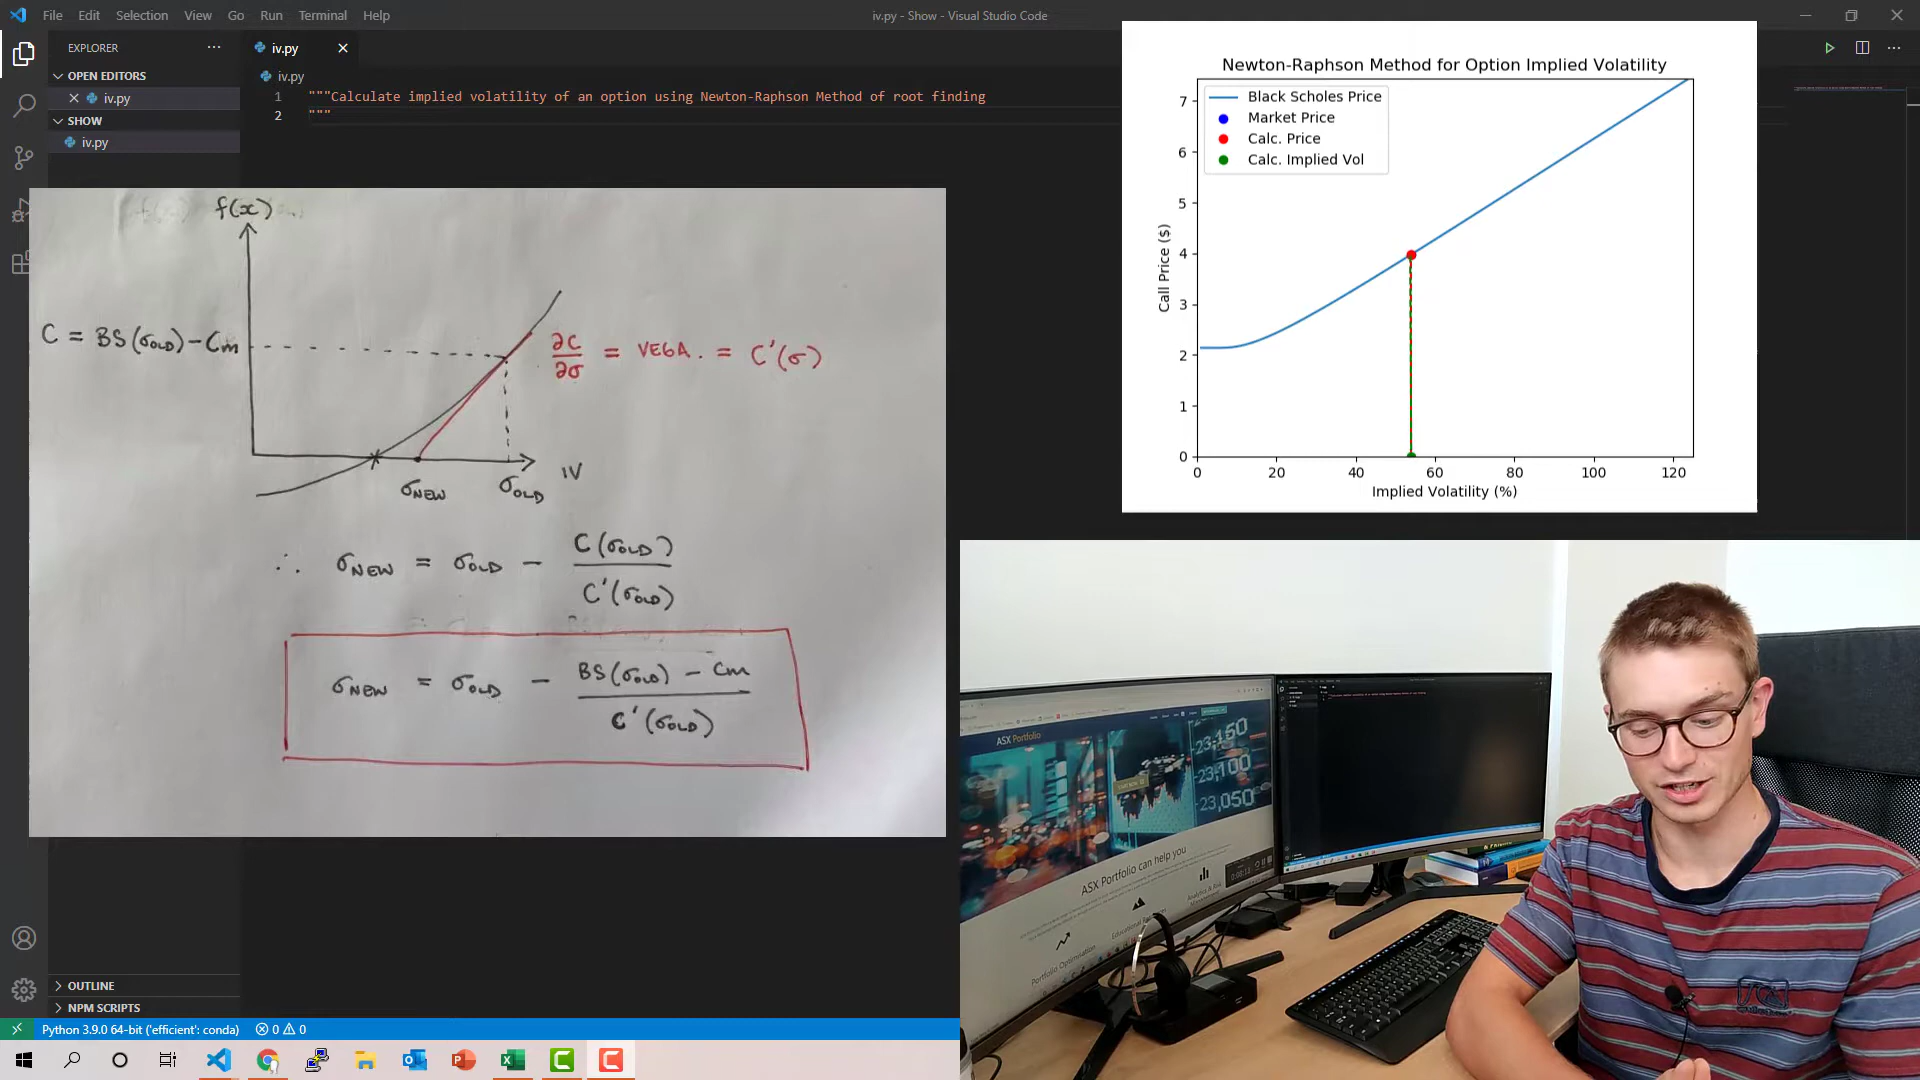 File Edit Selection View Go Run Terminal Help
iv.py - Show - Visual Studio Code
EXPLORER
OPEN EDITORS
iv.py
SHOW
iv.py
iv.py
iv.py
1 """Calculate implied volatility of an option using Newton-Raphson Method of root finding
2 """
f(x)
C = BS(σOLD) - Cm
∂C/∂σ = VEGA. = C'(σ)
σNEW σOLD IV
∴ σNEW = σOLD - C(σOLD)/C'(σOLD)
σNEW = σOLD - BS(σOLD) - Cm/C'(σOLD)
Newton-Raphson Method for Option Implied Volatility
Black Scholes Price
Market Price
Calc. Price
Calc. Implied Vol
Call Price ($)
7
6
5
4
3
2
1
0
0 20 40 60 80 100 120
Implied Volatility (%)
ASX Portfolio
23,150
23,100
23,050
ASX Portfolio can help you
Portfolio Optimisation
OUTLINE
NPM SCRIPTS
Python 3.9.0 64-bit ('efficient': conda) 0 0